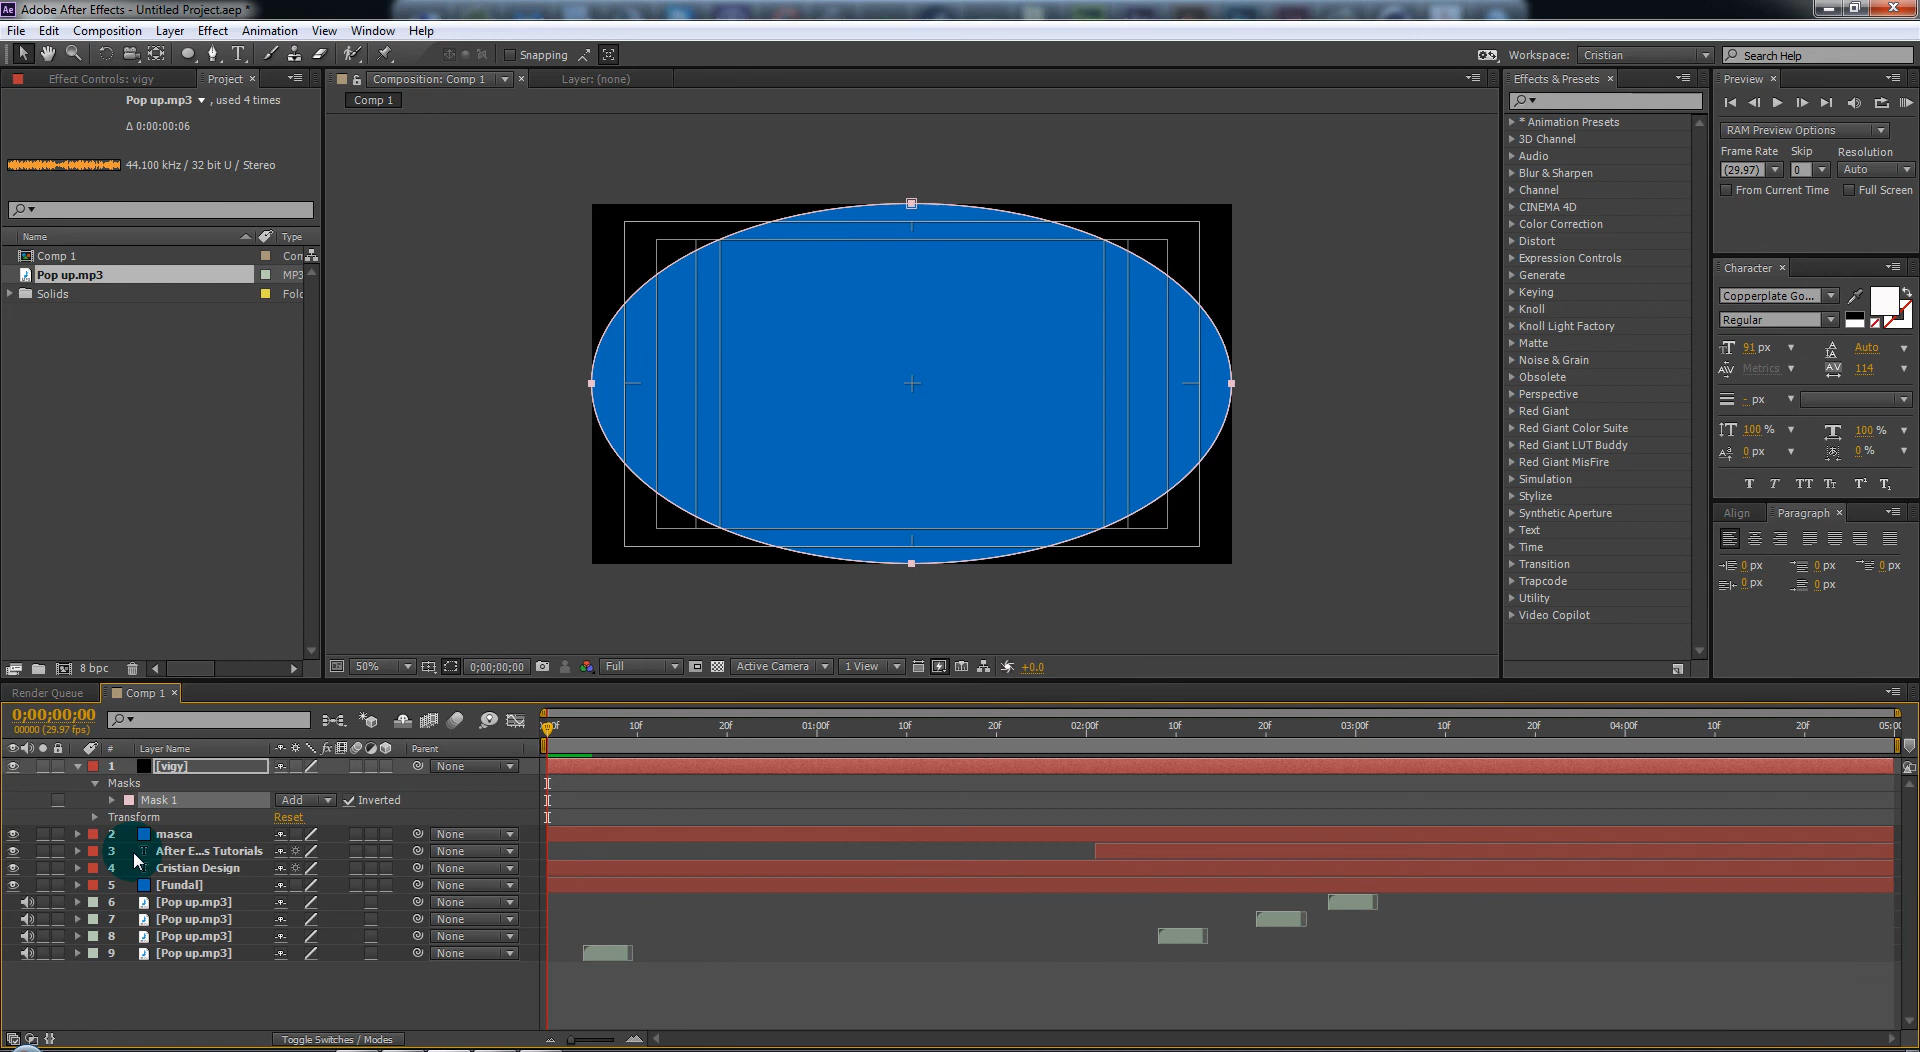 Adobe After Effects - Untitled Project.aep *
File Edit Composition Layer Effect Animation View Window Help
Snapping
Workspace: Cristian
Search Help
Effect Controls: vigy
Project
Composition: Comp 1
Layer: (none)
Effects & Presets
Preview
Comp 1
Pop up.mp3 , used 4 times
Δ 0:00:00:06
44.100 kHz / 32 bit U / Stereo
Name Type
Comp 1 Con
Pop up.mp3 MP3
Solids Fold
8 bpc
50%
0;00;00;00
Full
Active Camera
1 View
+0.0
* Animation Presets
3D Channel
Audio
Blur & Sharpen
Channel
CINEMA 4D
Color Correction
Distort
Expression Controls
Generate
Keying
Knoll
Knoll Light Factory
Matte
Noise & Grain
Obsolete
Perspective
Red Giant
Red Giant Color Suite
Red Giant LUT Buddy
Red Giant MisFire
Simulation
Stylize
Synthetic Aperture
Text
Time
Transition
Trapcode
Utility
Video Copilot
RAM Preview Options
Frame Rate Skip Resolution
(29.97) 0 Auto
From Current Time Full Screen
Character
Copperplate Go...
Regular
91 px Auto
Metrics 114
- px
100 % 100 %
0 px 0 %
T T TT Tt T¹ T₁
Align Paragraph
0 px 0 px 0 px
0 px 0 px
Render Queue
Comp 1
0;00;00;00
00000 (29.97 fps)
# Layer Name Parent
:00f 10f 20f 01:00f 10f 20f 02:00f 10f 20f 03:00f 10f 20f 04:00f 10f 20f 05:00
1 [vigy] None
Masks
Mask 1 Add Inverted
Transform Reset
2 masca None
3 After E...s Tutorials None
4 Cristian Design None
5 [Fundal] None
6 [Pop up.mp3] None
7 [Pop up.mp3] None
8 [Pop up.mp3] None
9 [Pop up.mp3] None
Toggle Switches / Modes